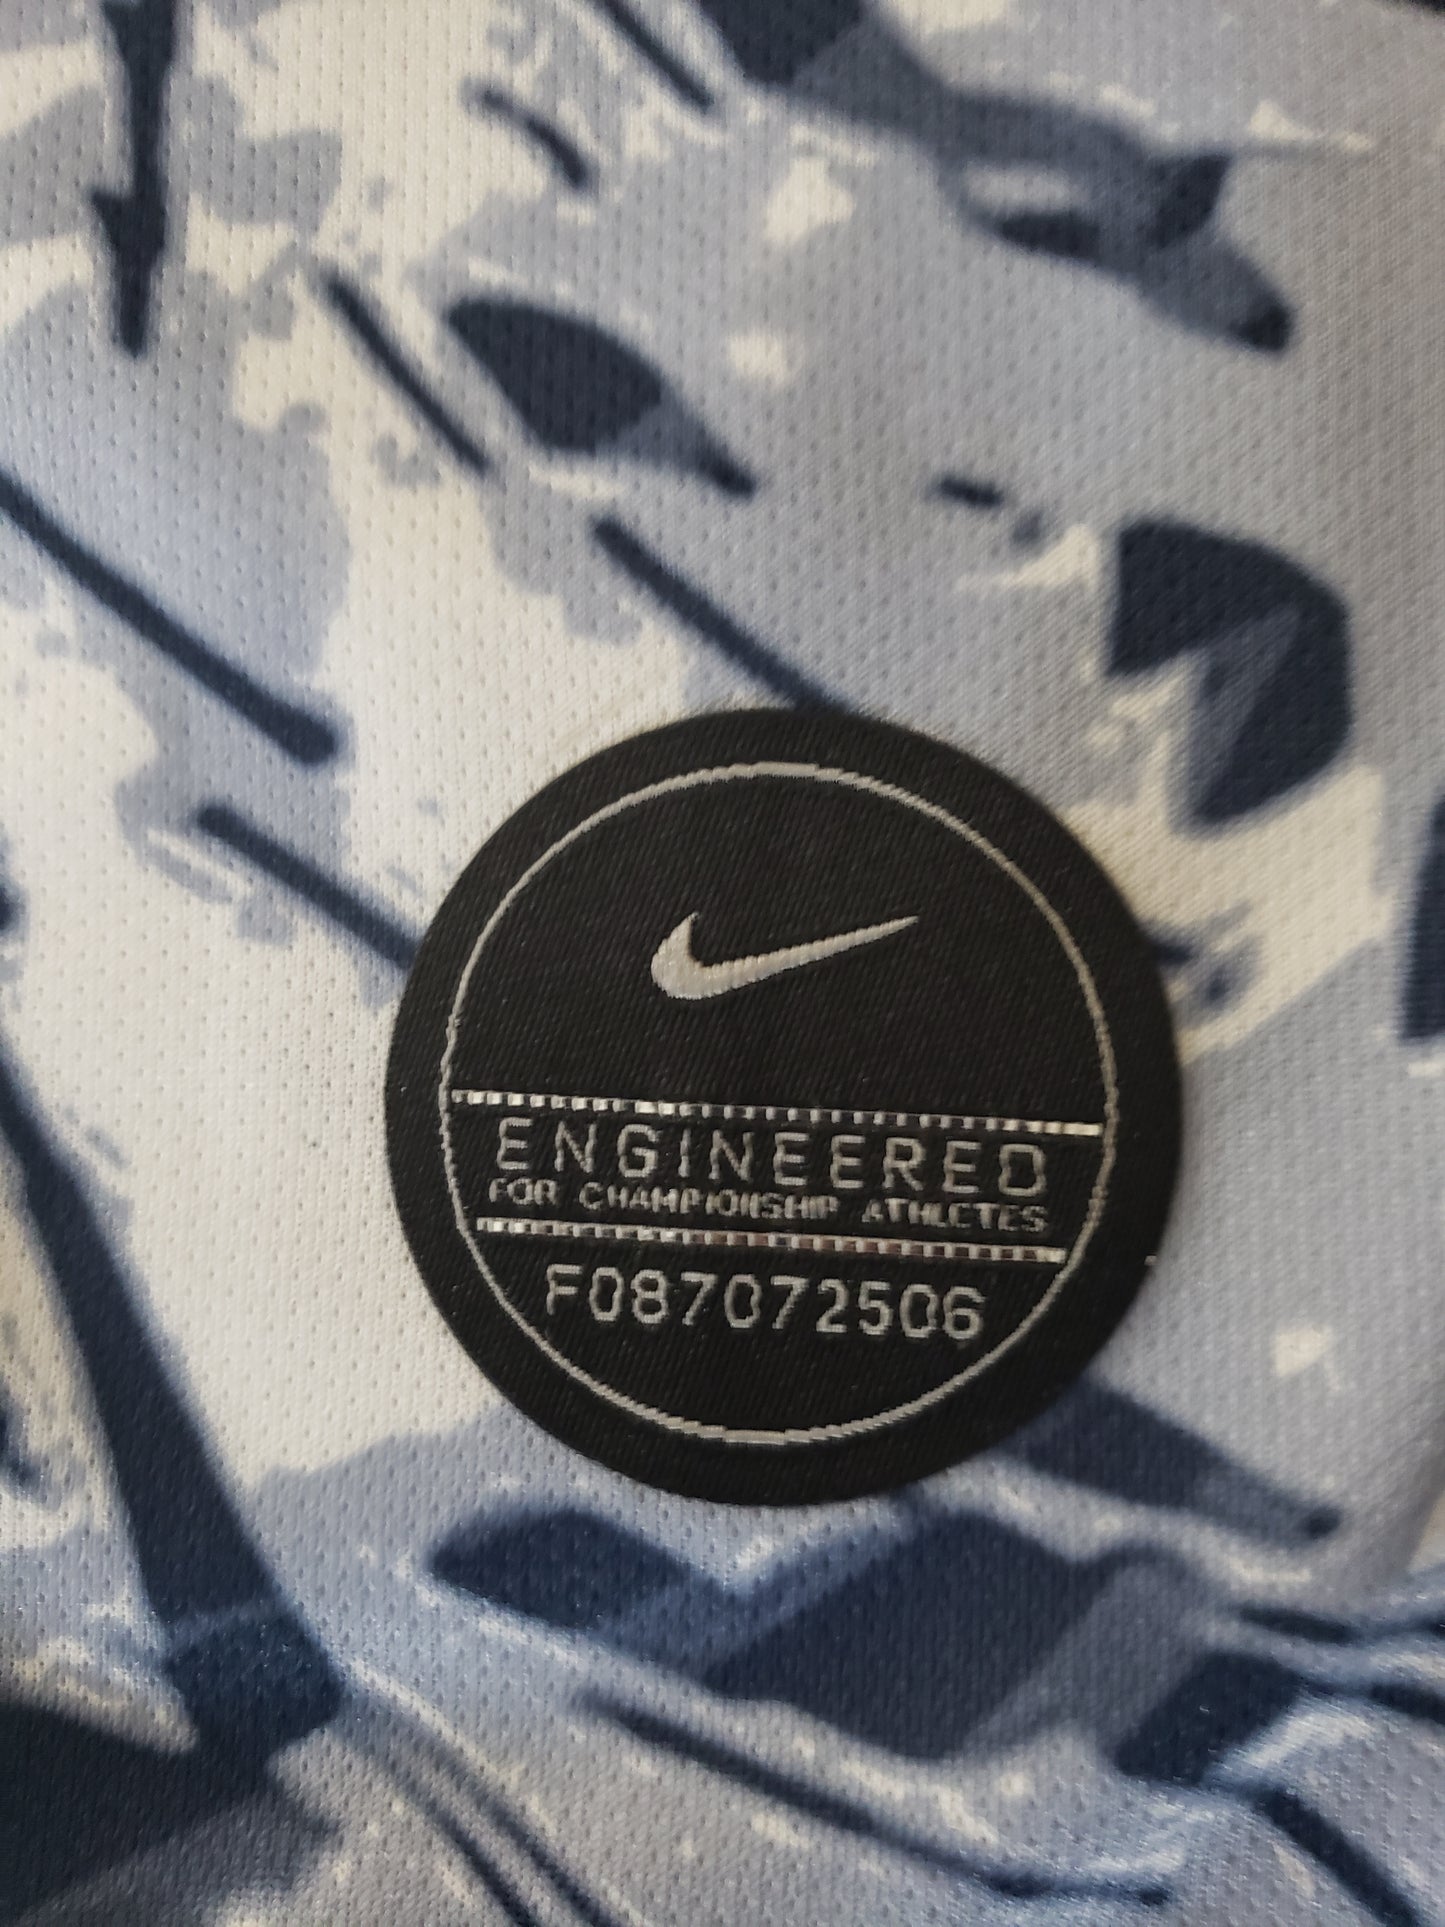 ENGINEERED
FOR CHAMPIONSHIP ATHLETES
F087072506